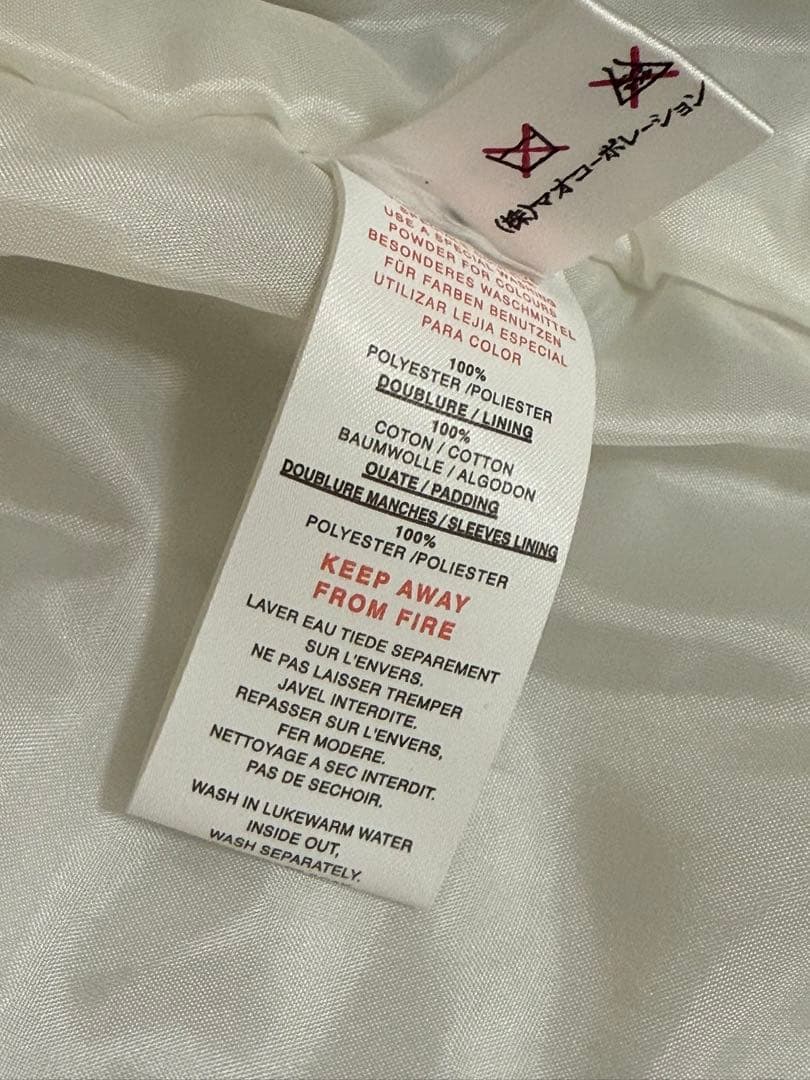 (株)マオコーポレーション
USE A SPECIAL WASHING
POWDER FOR COLOURS
BESONDERES WASCHMITTEL
FÜR FARBEN BENUTZEN
UTILIZAR LEJIA ESPECIAL
PARA COLOR
100%
POLYESTER /POLIESTER
DOUBLURE / LINING
100%
COTON / COTTON
BAUMWOLLE / ALGODON
OUATE / PADDING
DOUBLURE MANCHES / SLEEVES LINING
100%
POLYESTER /POLIESTER
KEEP AWAY
FROM FIRE
LAVER EAU TIEDE SEPAREMENT
SUR L'ENVERS.
NE PAS LAISSER TREMPER
JAVEL INTERDITE.
REPASSER SUR L'ENVERS,
FER MODERE.
NETTOYAGE A SEC INTERDIT.
PAS DE SECHOIR.
WASH IN LUKEWARM WATER
INSIDE OUT,
WASH SEPARATELY.